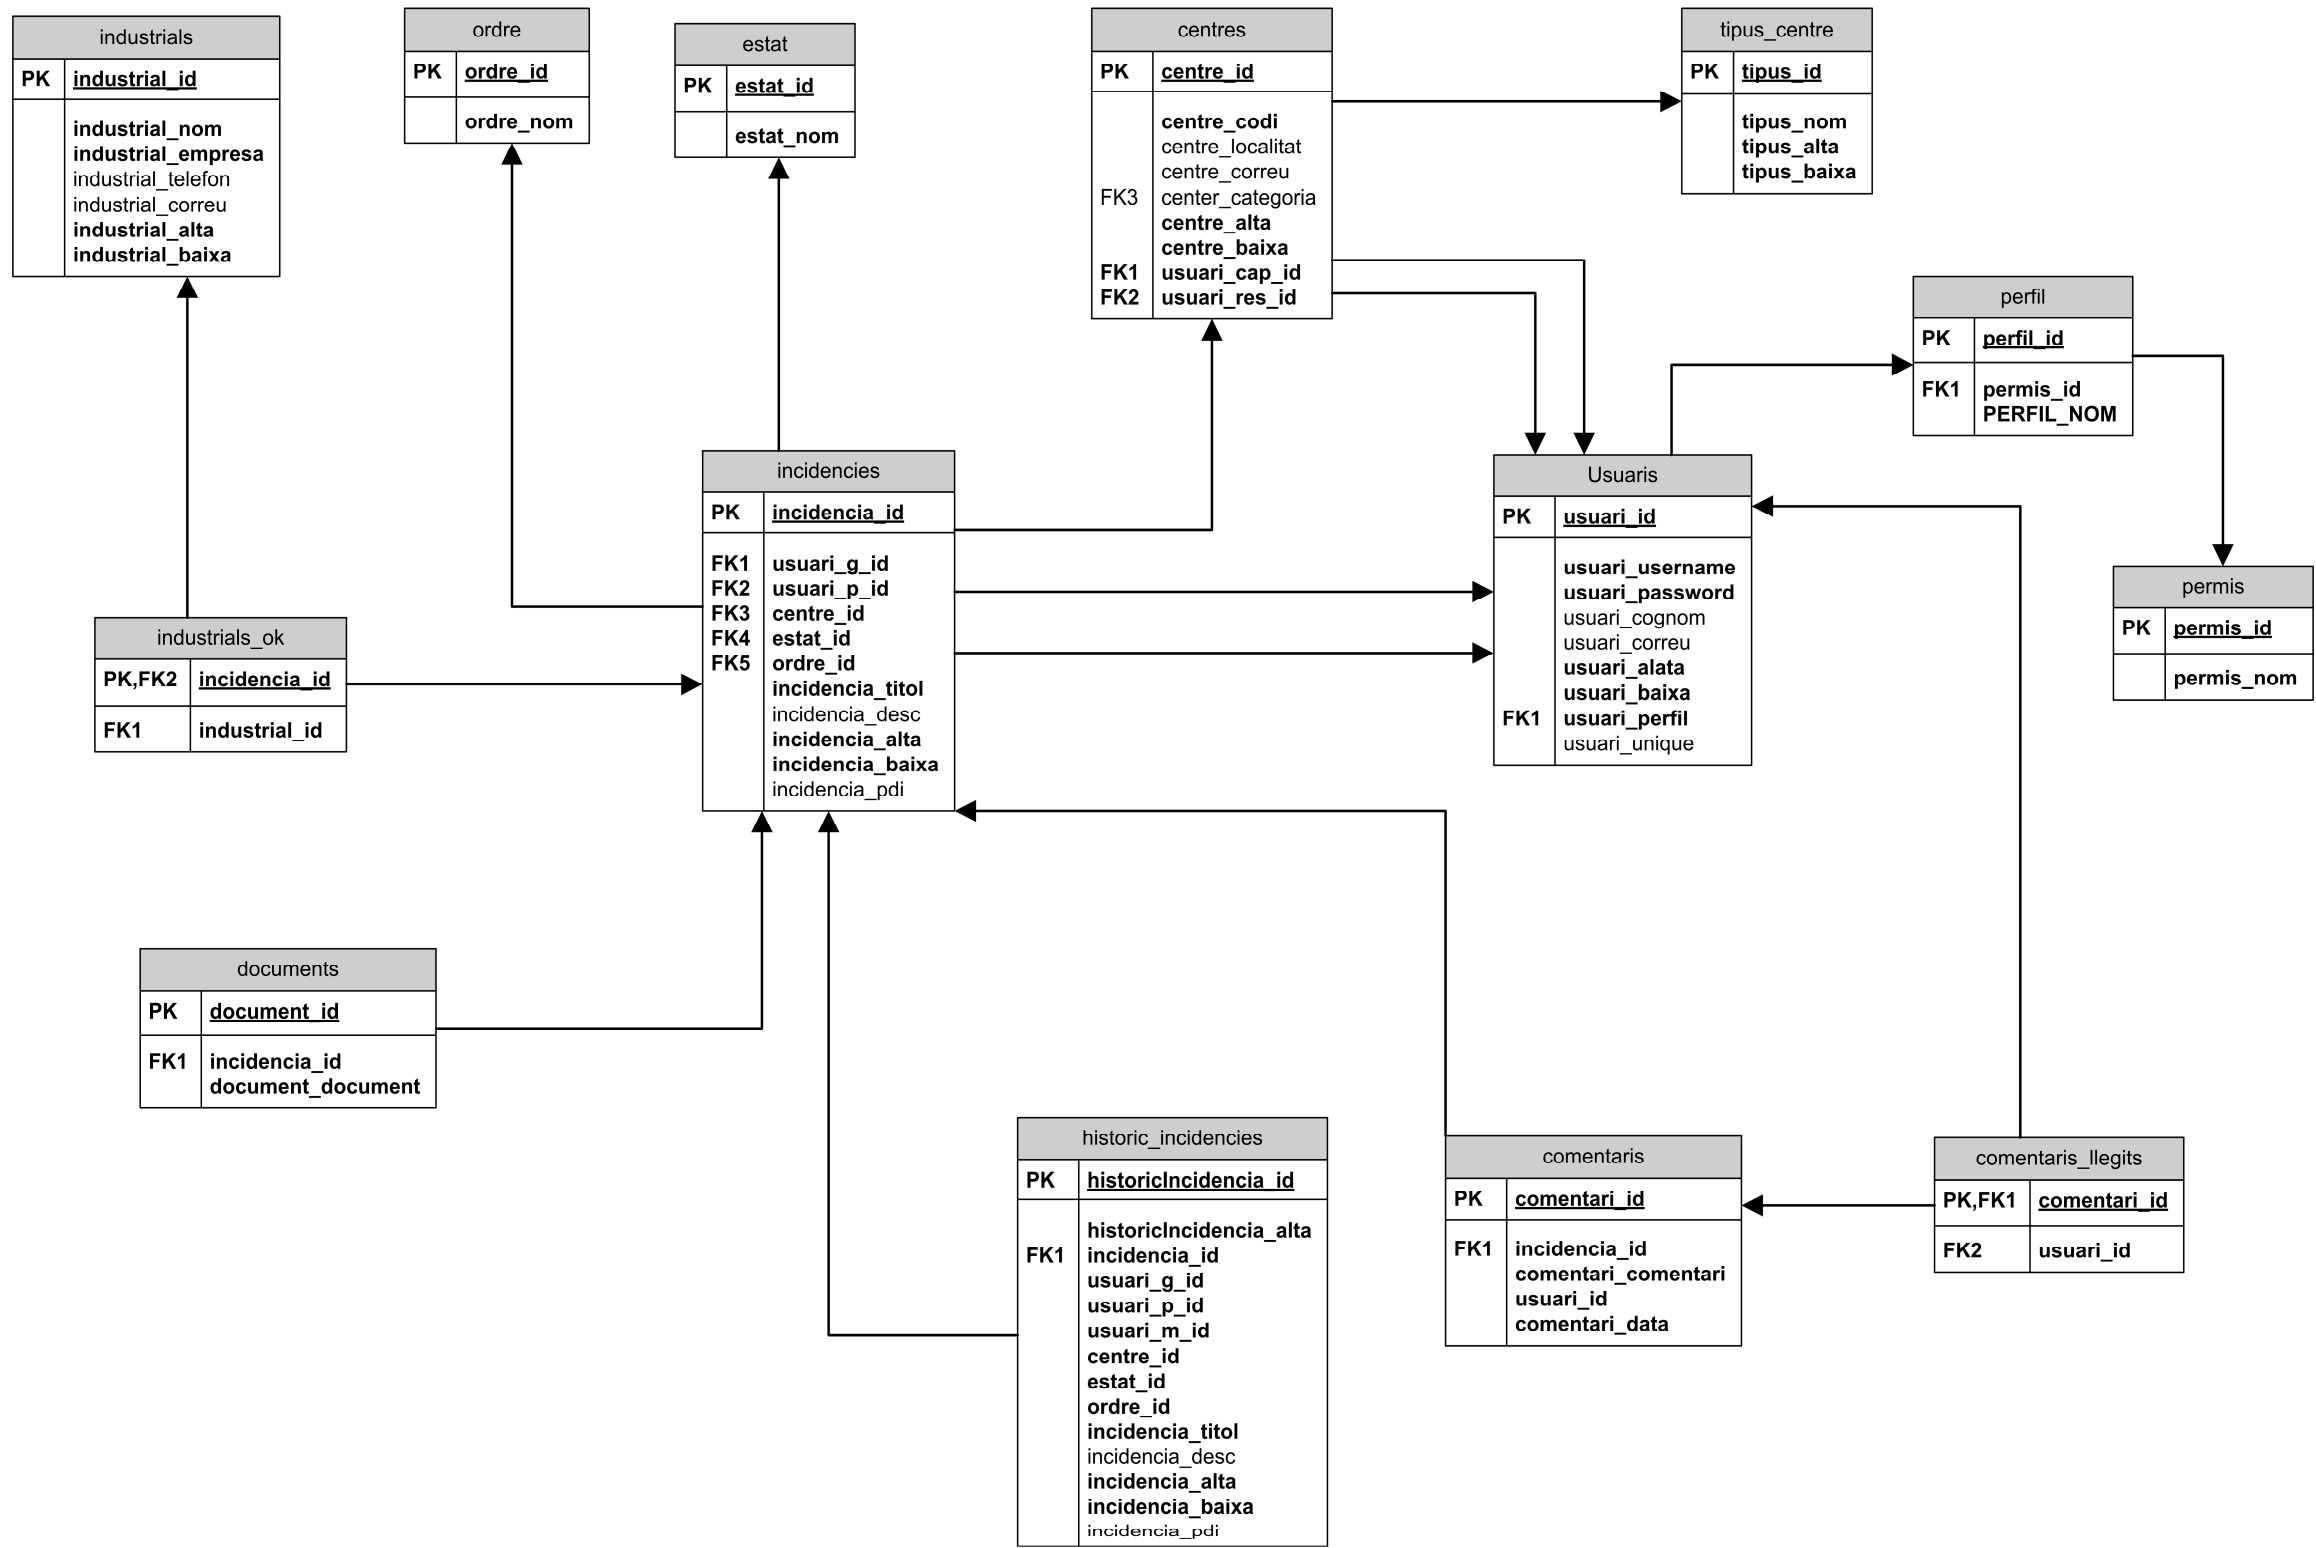 industrials
PK industrial_id
industrial_nom
industrial_empresa
industrial_telefon
industrial_correu
industrial_alta
industrial_baixa
ordre
PK ordre_id
ordre_nom
estat
PK estat_id
estat_nom
centres
PK centre_id
centre_codi
centre_localitat
centre_correu
FK3 center_categoria
centre_alta
centre_baixa
FK1 usuari_cap_id
FK2 usuari_res_id
tipus_centre
PK tipus_id
tipus_nom
tipus_alta
tipus_baixa
perfil
PK perfil_id
FK1 permis_id
PERFIL_NOM
incidencies
PK incidencia_id
FK1 usuari_g_id
FK2 usuari_p_id
FK3 centre_id
FK4 estat_id
FK5 ordre_id
incidencia_titol
incidencia_desc
incidencia_alta
incidencia_baixa
incidencia_pdi
Usuaris
PK usuari_id
usuari_username
usuari_password
usuari_cognom
usuari_correu
usuari_alata
usuari_baixa
FK1 usuari_perfil
usuari_unique
permis
PK permis_id
permis_nom
industrials_ok
PK,FK2 incidencia_id
FK1 industrial_id
documents
PK document_id
FK1 incidencia_id
document_document
historic_incidencies
PK historicIncidencia_id
historicIncidencia_alta
FK1 incidencia_id
usuari_g_id
usuari_p_id
usuari_m_id
centre_id
estat_id
ordre_id
incidencia_titol
incidencia_desc
incidencia_alta
incidencia_baixa
incidencia_pdi
comentaris
PK comentari_id
FK1 incidencia_id
comentari_comentari
usuari_id
comentari_data
comentaris_llegits
PK,FK1 comentari_id
FK2 usuari_id